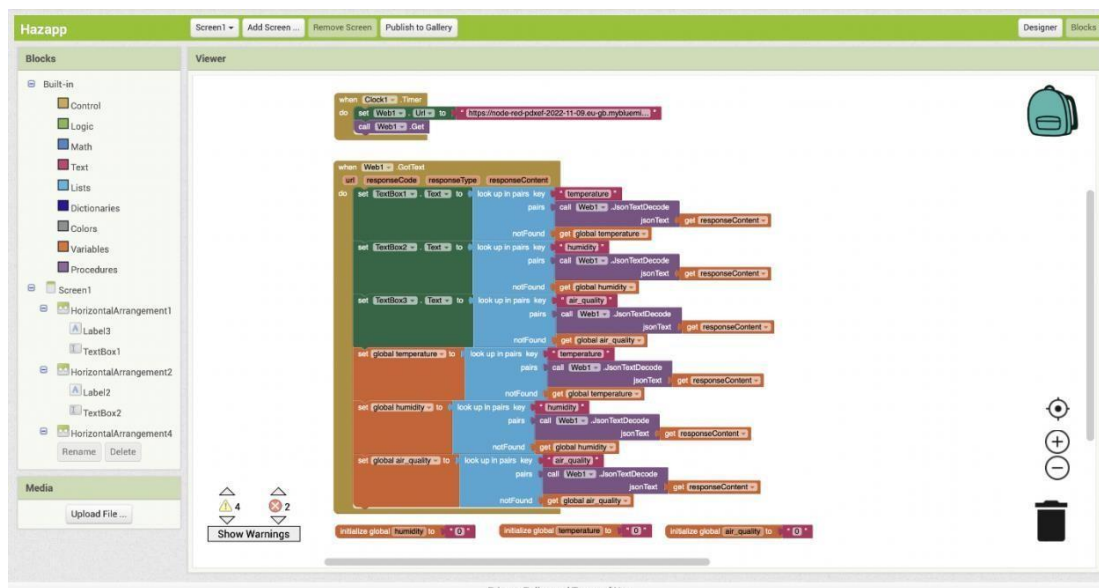 Hazapp
Screen1
Add Screen ...
Remove Screen
Publish to Gallery
Designer
Blocks
Blocks
Viewer
Built-in
Control
Logic
Math
Text
Lists
Dictionaries
Colors
Variables
Procedures
Screen1
HorizontalArrangement1
Label3
TextBox1
HorizontalArrangement2
Label2
TextBox2
HorizontalArrangement4
Rename Delete
Media
Upload File ...
when Clock1 .Timer
do set Web1 . Url to " https://node-red-pdxef-2022-11-09.eu-gb.mybluemi... "
call Web1 .Get
when Web1 .GotText
url responseCode responseType responseContent
do set TextBox1 . Text to look up in pairs key " temperature "
pairs call Web1 .JsonTextDecode
jsonText get responseContent
notFound get global temperature
set TextBox2 . Text to look up in pairs key " humidity "
pairs call Web1 .JsonTextDecode
jsonText get responseContent
notFound get global humidity
set TextBox3 . Text to look up in pairs key " air_quality "
pairs call Web1 .JsonTextDecode
jsonText get responseContent
notFound get global air_quality
set global temperature to look up in pairs key " temperature "
pairs call Web1 .JsonTextDecode
jsonText get responseContent
notFound get global temperature
set global humidity to look up in pairs key " humidity "
pairs call Web1 .JsonTextDecode
jsonText get responseContent
notFound get global humidity
set global air_quality to look up in pairs key " air_quality "
pairs call Web1 .JsonTextDecode
jsonText get responseContent
notFound get global air_quality
initialize global humidity to " 0 "
initialize global temperature to " 0 "
initialize global air_quality to " 0 "
4 2
Show Warnings